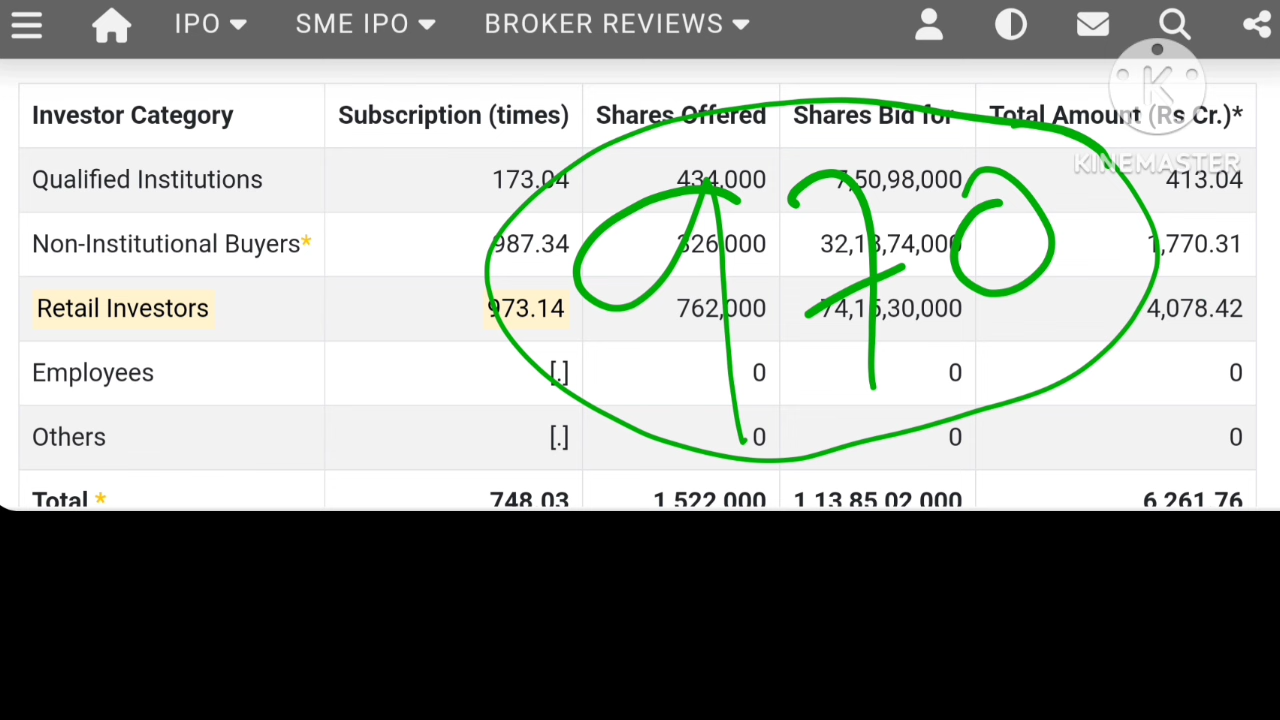 IPO SME IPO BROKER REVIEWS
Investor Category Subscription (times) Shares Offered Shares Bid for Total Amount (Rs Cr.)*
KINEMASTER
Qualified Institutions 173.04 434,000 7,50,98,000 413.04
Non-Institutional Buyers* 987.34 326,000 32,18,74,000 1,770.31
Retail Investors 973.14 762,000 74,15,30,000 4,078.42
970
Employees [.] 0 0 0
Others [.] 0 0 0
Total * 748.03 1,522,000 1,13,85,02,000 6,261.76